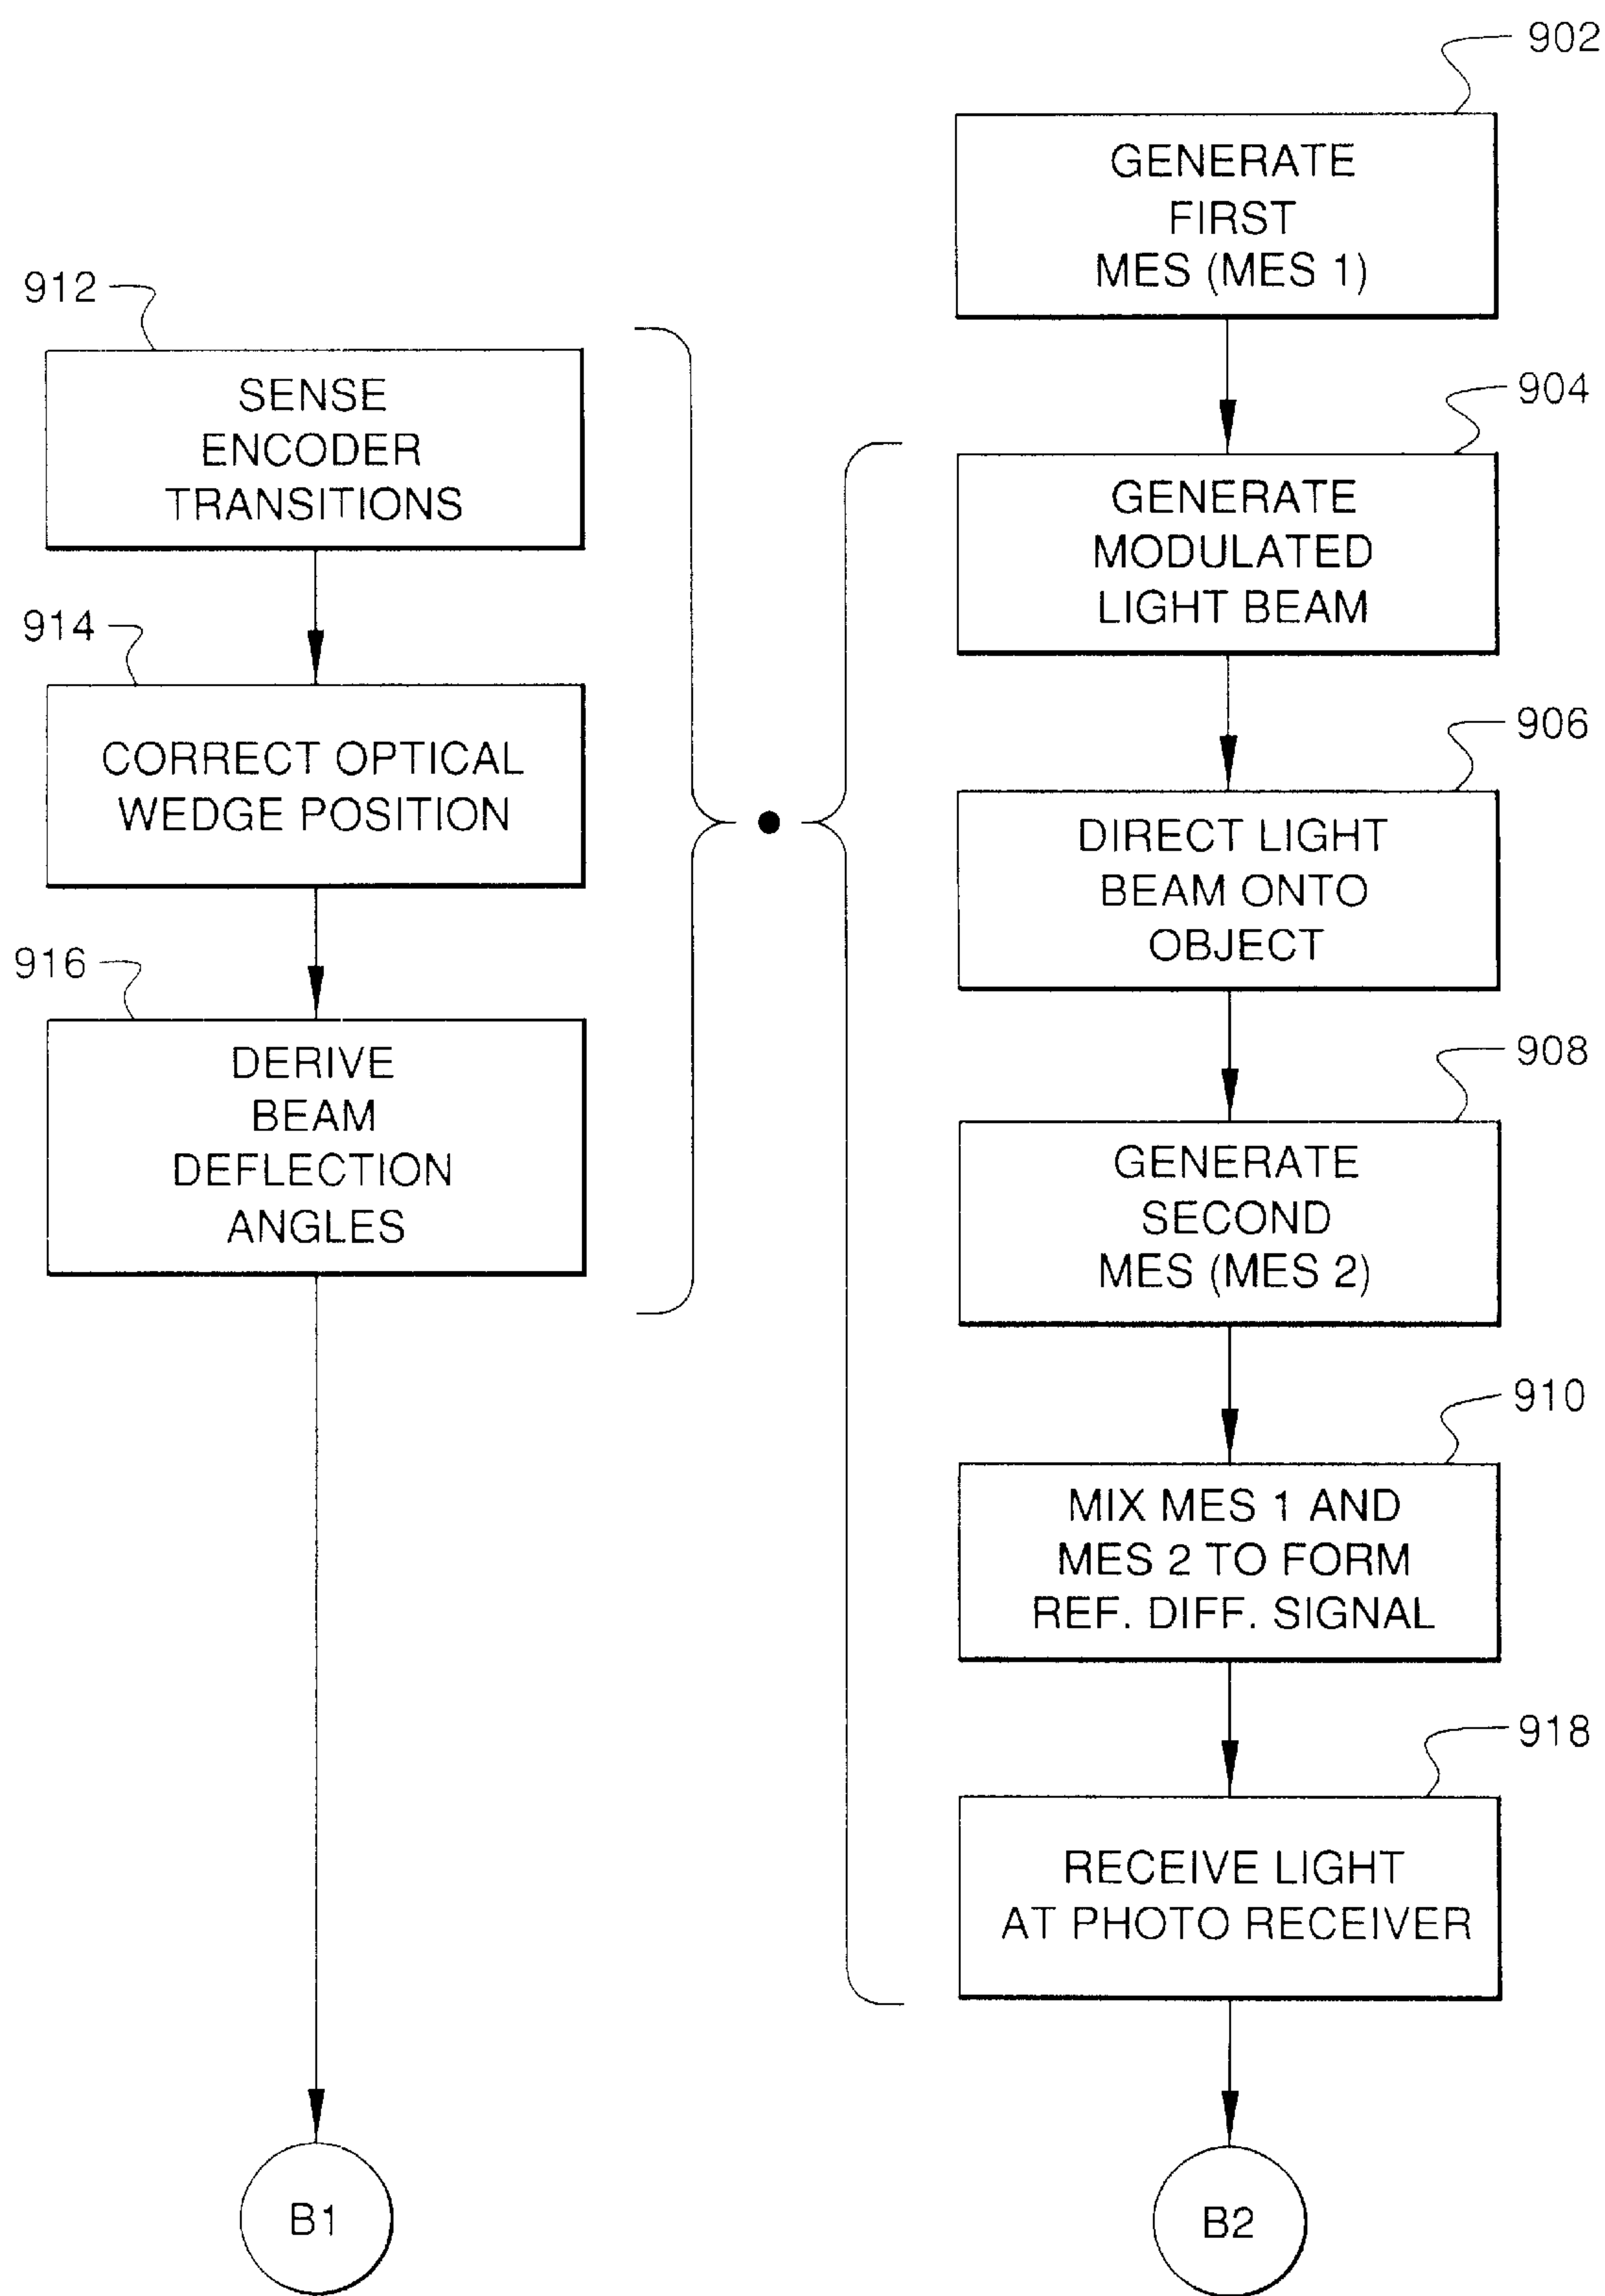 902
GENERATE
FIRST
MES (MES 1)
912
SENSE
ENCODER
TRANSITIONS
904
GENERATE
MODULATED
LIGHT BEAM
914
CORRECT OPTICAL
WEDGE POSITION
906
DIRECT LIGHT
BEAM ONTO
OBJECT
916
DERIVE
BEAM
DEFLECTION
ANGLES
908
GENERATE
SECOND
MES (MES 2)
910
MIX MES 1 AND
MES 2 TO FORM
REF. DIFF. SIGNAL
918
RECEIVE LIGHT
AT PHOTO RECEIVER
B1
B2